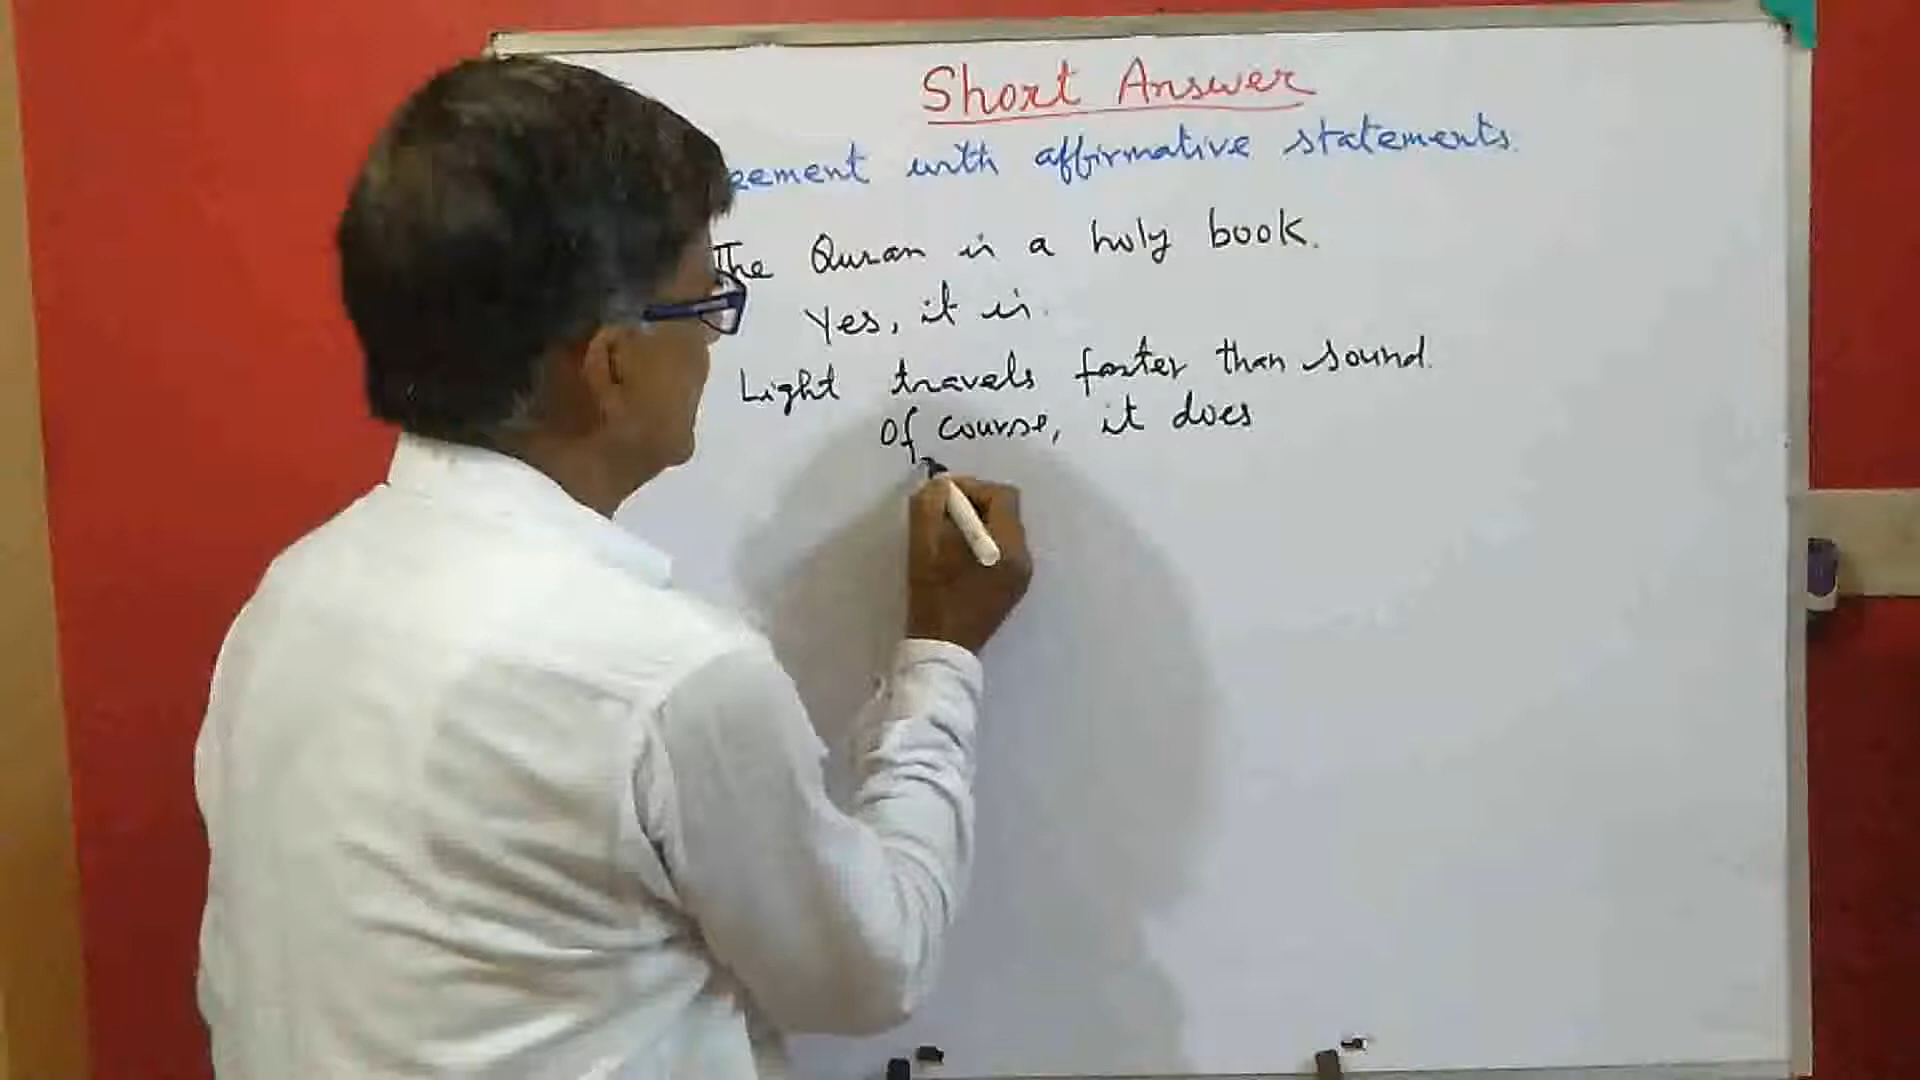 Short Answer
eement with affirmative statements.
The Quran is a holy book.
Yes, it is.
Light travels faster than sound.
Of course, it does